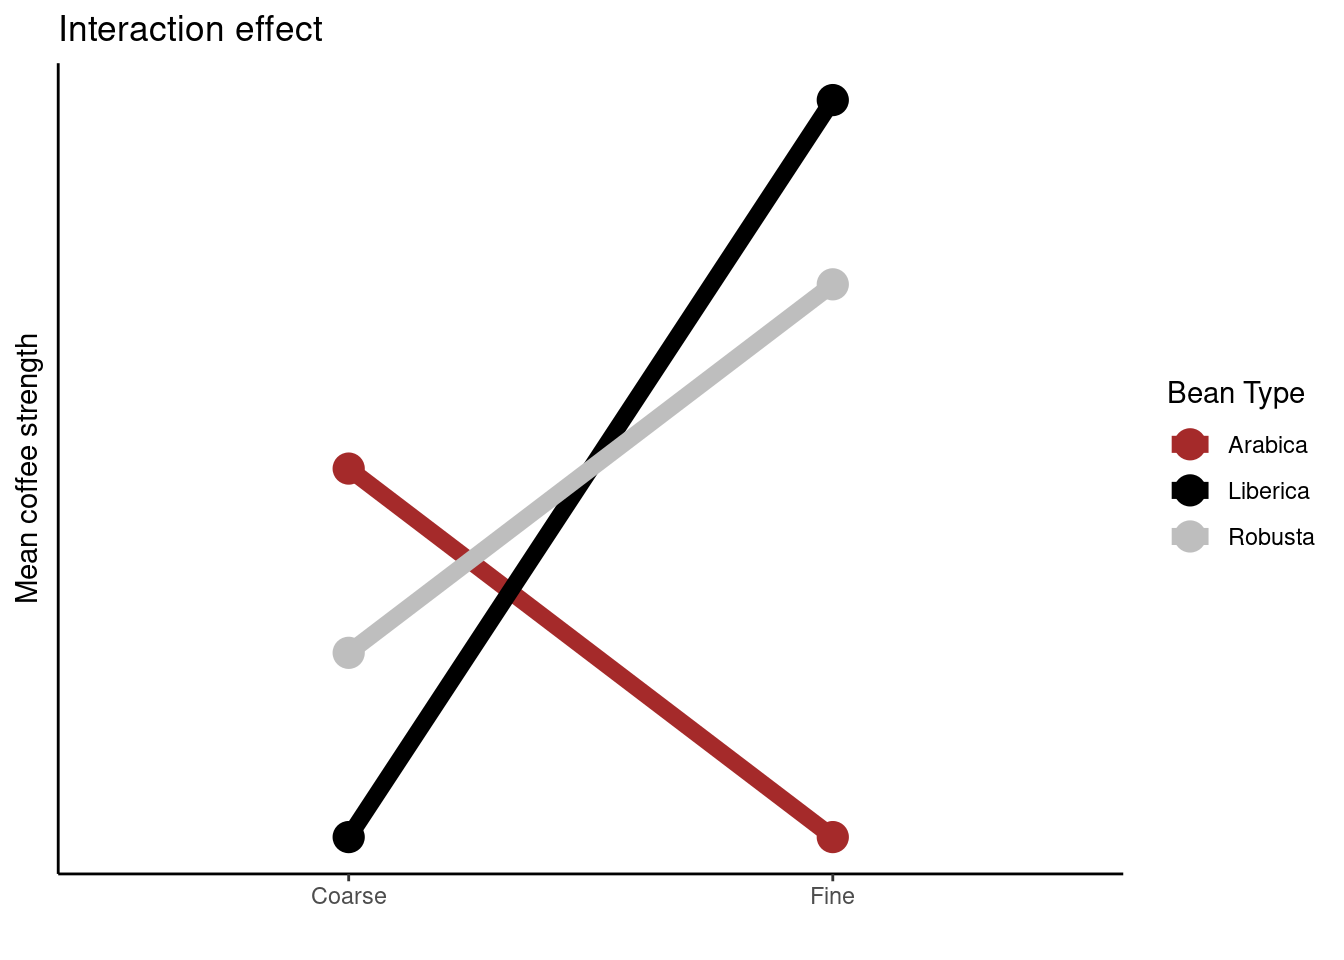 Interaction effect
Mean coffee strength
Coarse
Fine
Bean Type
Arabica
Liberica
Robusta